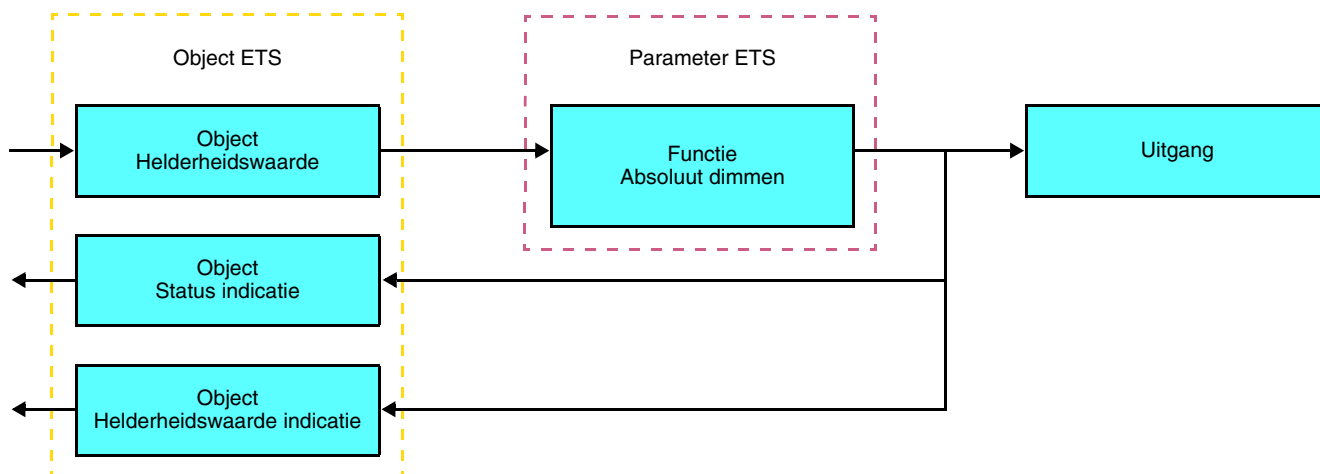 Object ETS
Parameter ETS
Object
Helderheidswaarde
Functie
Absoluut dimmen
Uitgang
Object
Status indicatie
Object
Helderheidswaarde indicatie